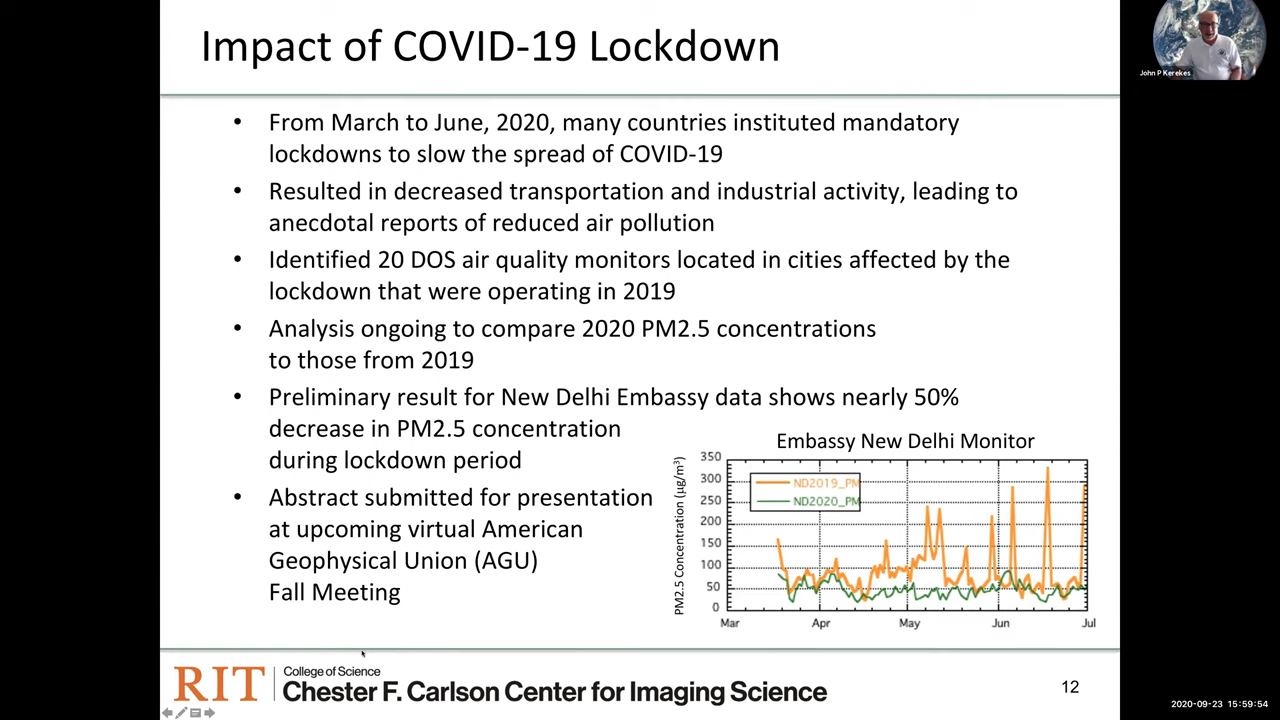 Impact of COVID-19 Lockdown
John P Kerekes
• From March to June, 2020, many countries instituted mandatory
lockdowns to slow the spread of COVID-19
• Resulted in decreased transportation and industrial activity, leading to
anecdotal reports of reduced air pollution
• Identified 20 DOS air quality monitors located in cities affected by the
lockdown that were operating in 2019
• Analysis ongoing to compare 2020 PM2.5 concentrations
to those from 2019
• Preliminary result for New Delhi Embassy data shows nearly 50%
decrease in PM2.5 concentration
during lockdown period
• Abstract submitted for presentation
at upcoming virtual American
Geophysical Union (AGU)
Fall Meeting
Embassy New Delhi Monitor
PM2.5 Concentration (µg/m³)
350
300
250
200
150
100
50
0
ND2019_PM
ND2020_PM
Mar Apr May Jun Jul
RIT
College of Science
Chester F. Carlson Center for Imaging Science
12
2020-09-23 15:59:54